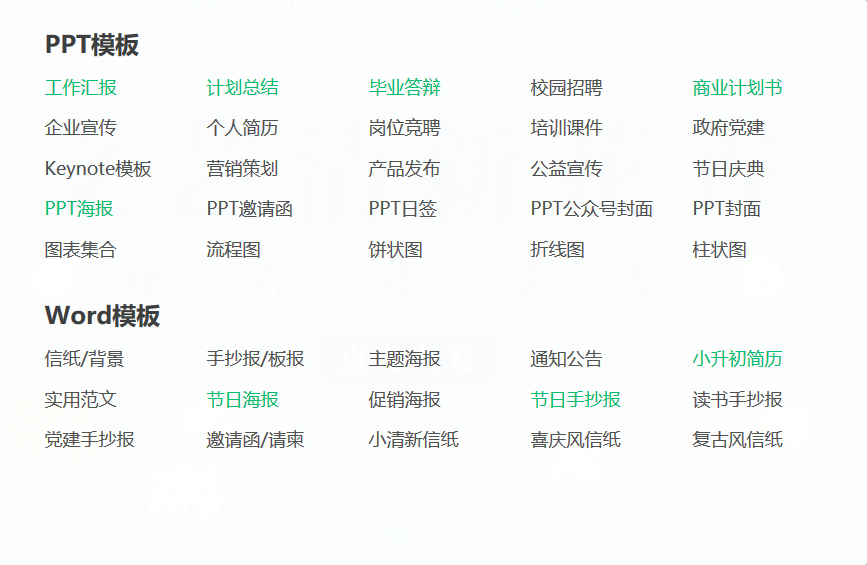 PPT模板
工作汇报 计划总结 毕业答辩 校园招聘 商业计划书
企业宣传 个人简历 岗位竞聘 培训课件 政府党建
Keynote模板 营销策划 产品发布 公益宣传 节日庆典
PPT海报 PPT邀请函 PPT日签 PPT公众号封面 PPT封面
图表集合 流程图 饼状图 折线图 柱状图
Word模板
信纸/背景 手抄报/板报 主题海报 通知公告 小升初简历
实用范文 节日海报 促销海报 节日手抄报 读书手抄报
党建手抄报 邀请函/请柬 小清新信纸 喜庆风信纸 复古风信纸